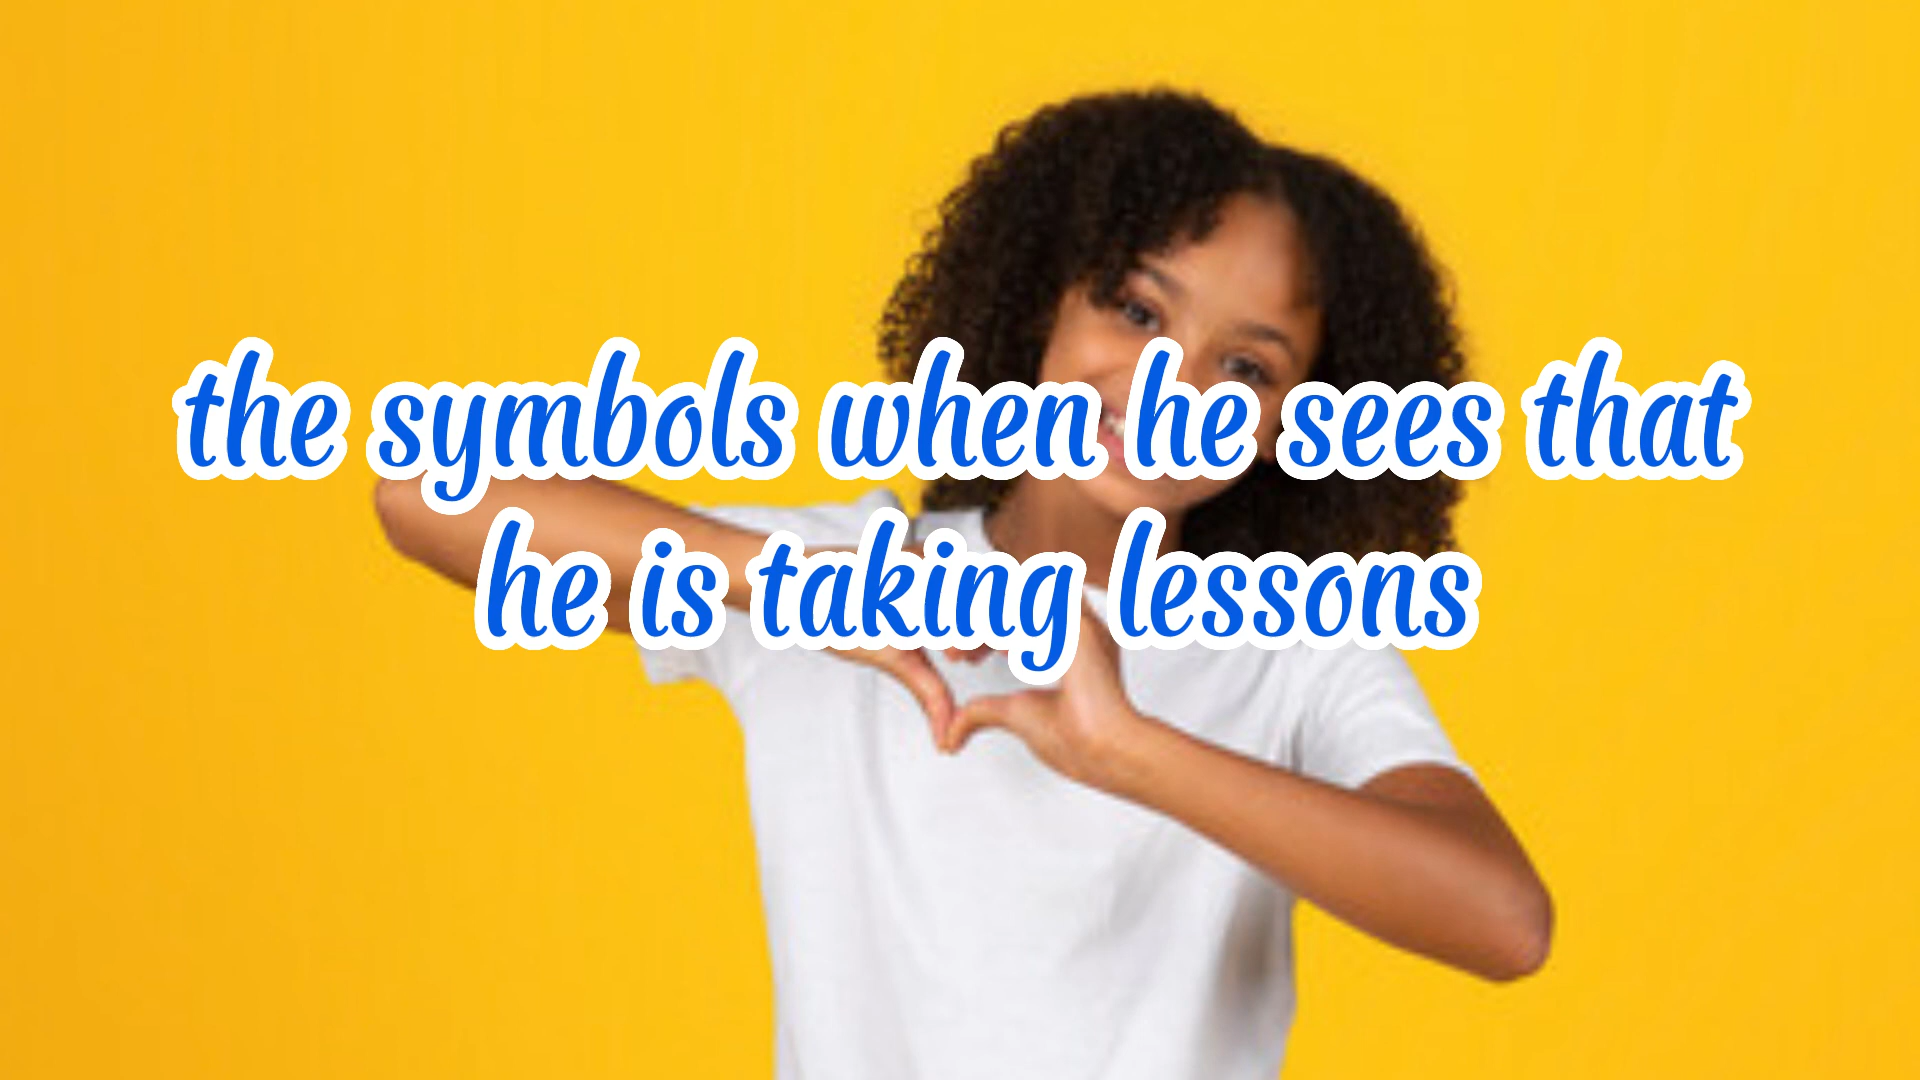 the symbols when he sees that
he is taking lessons